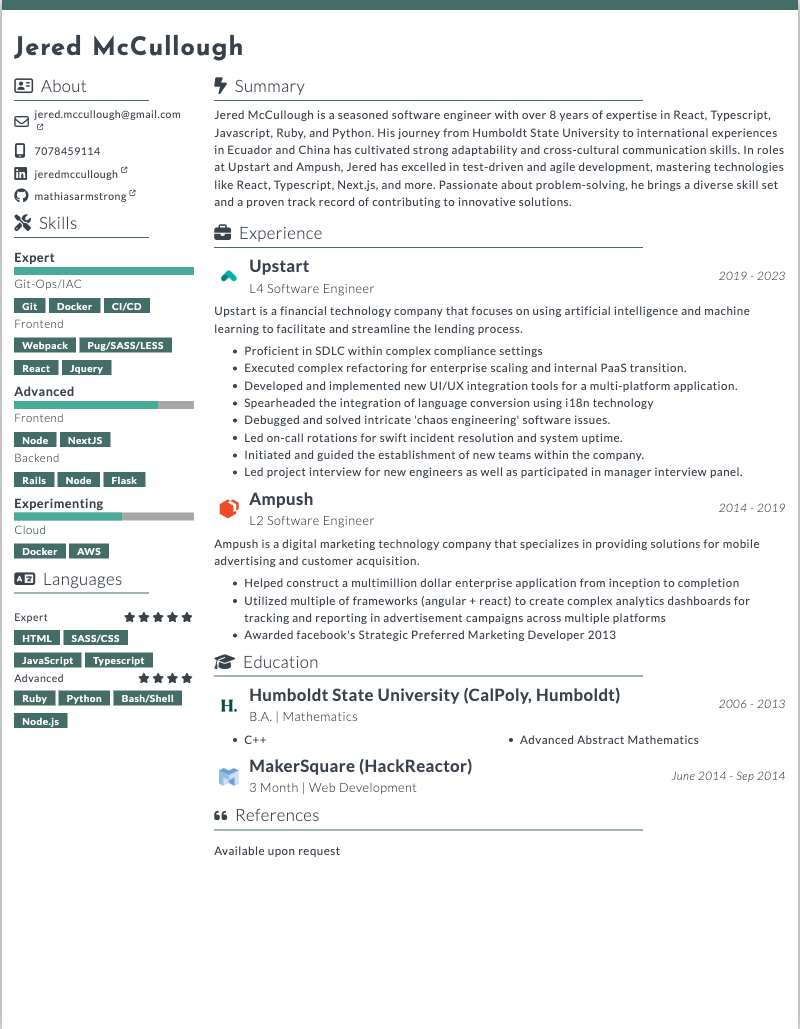 Jered McCullough
About
jered.mccullough@gmail.com
7078459114
jeredmccullough
mathiasarmstrong
Skills
Expert
Git-Ops/IAC
Git Docker CI/CD
Frontend
Webpack Pug/SASS/LESS
React Jquery
Advanced
Frontend
Node NextJS
Backend
Rails Node Flask
Experimenting
Cloud
Docker AWS
Languages
Expert
HTML SASS/CSS
JavaScript Typescript
Advanced
Ruby Python Bash/Shell
Node.js
Summary
Jered McCullough is a seasoned software engineer with over 8 years of expertise in React, Typescript,
Javascript, Ruby, and Python. His journey from Humboldt State University to international experiences
in Ecuador and China has cultivated strong adaptability and cross-cultural communication skills. In roles
at Upstart and Ampush, Jered has excelled in test-driven and agile development, mastering technologies
like React, Typescript, Next.js, and more. Passionate about problem-solving, he brings a diverse skill set
and a proven track record of contributing to innovative solutions.
Experience
Upstart
2019 - 2023
L4 Software Engineer
Upstart is a financial technology company that focuses on using artificial intelligence and machine
learning to facilitate and streamline the lending process.
• Proficient in SDLC within complex compliance settings
• Executed complex refactoring for enterprise scaling and internal PaaS transition.
• Developed and implemented new UI/UX integration tools for a multi-platform application.
• Spearheaded the integration of language conversion using i18n technology
• Debugged and solved intricate 'chaos engineering' software issues.
• Led on-call rotations for swift incident resolution and system uptime.
• Initiated and guided the establishment of new teams within the company.
• Led project interview for new engineers as well as participated in manager interview panel.
Ampush
2014 - 2019
L2 Software Engineer
Ampush is a digital marketing technology company that specializes in providing solutions for mobile
advertising and customer acquisition.
• Helped construct a multimillion dollar enterprise application from inception to completion
• Utilized multiple of frameworks (angular + react) to create complex analytics dashboards for
tracking and reporting in advertisement campaigns across multiple platforms
• Awarded facebook's Strategic Preferred Marketing Developer 2013
Education
H.
Humboldt State University (CalPoly, Humboldt)
2006 - 2013
B.A. | Mathematics
• C++
• Advanced Abstract Mathematics
MakerSquare (HackReactor)
June 2014 - Sep 2014
3 Month | Web Development
References
Available upon request